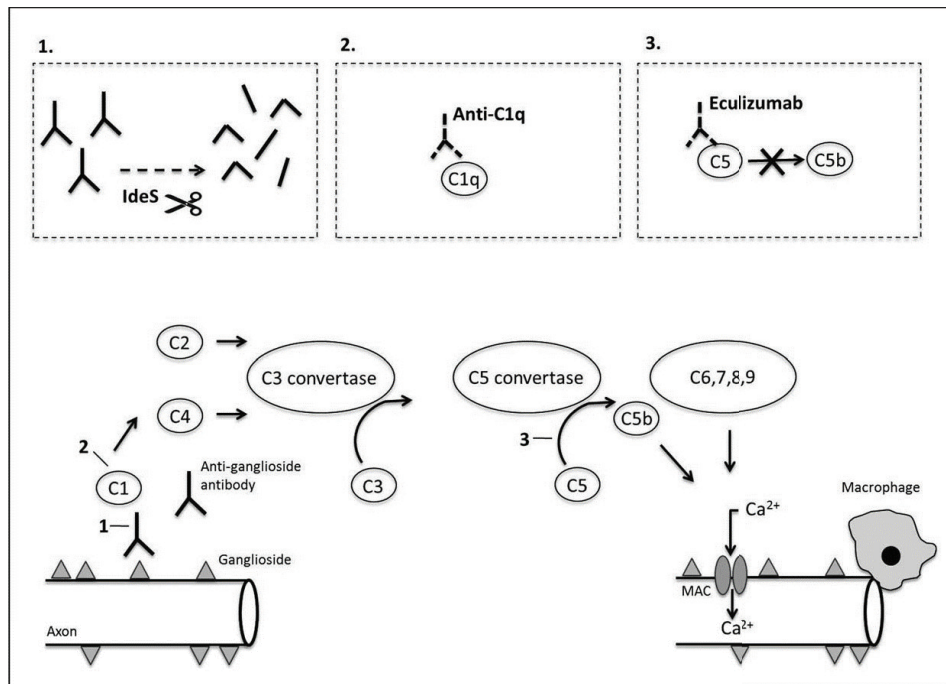 1.
2.
3.
IdeS
Anti-C1q
C1q
Eculizumab
C5
C5b
C2
C3 convertase
C5 convertase
C6,7,8,9
C4
2
C1
1
Anti-ganglioside
antibody
C3
3
C5b
C5
Ganglioside
Axon
Ca²⁺
Macrophage
MAC
Ca²⁺